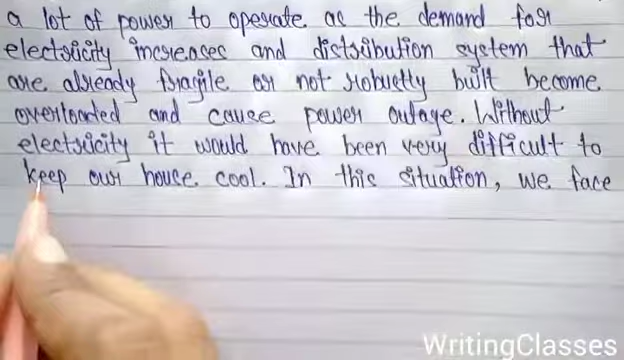 a lot of power to operate as the demand for
electricity increases and distribution system that
are already fragile or not robustly built become
overloaded and cause power outage. Without
electricity it would have been very difficult to
keep our house cool. In this situation, we face
WritingClasses